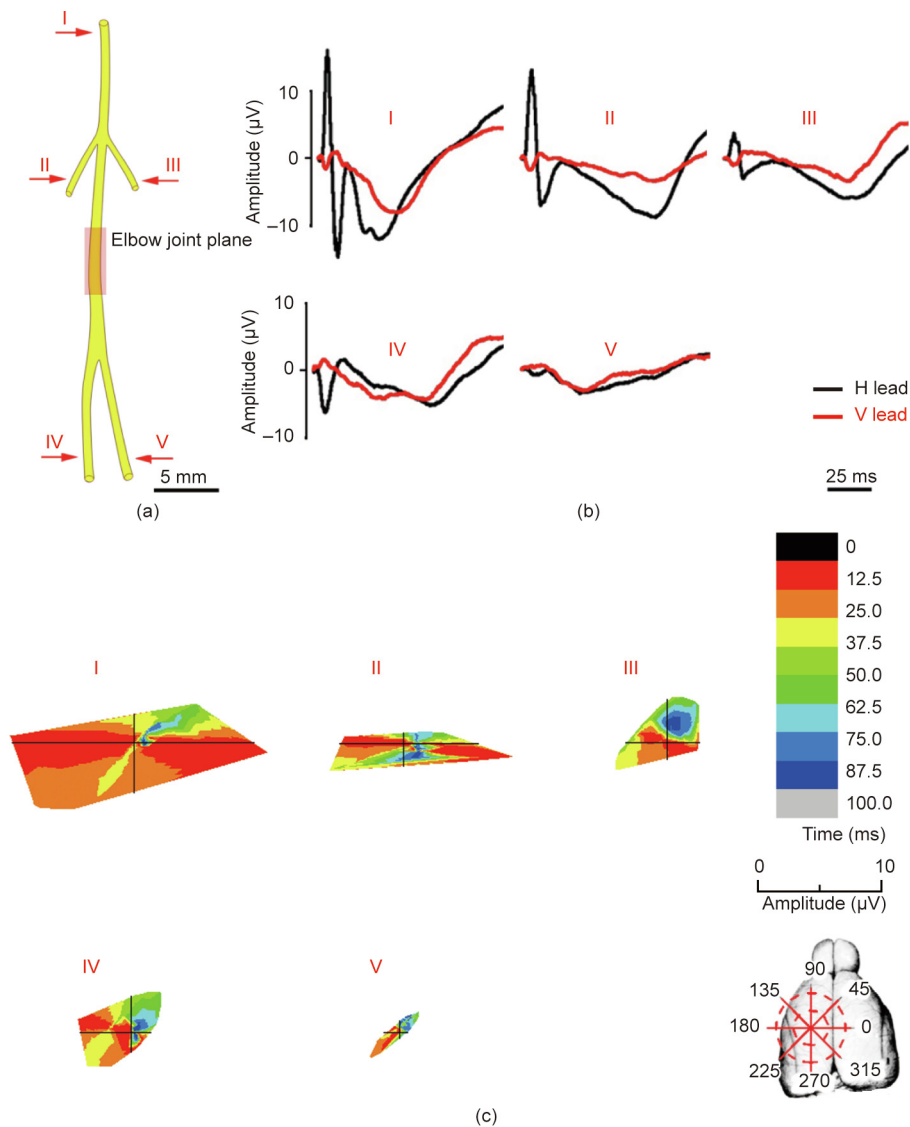 I
II
III
Elbow joint plane
IV
V
5 mm
(a)
Amplitude (µV)
10
0
–10
I
II
III
Amplitude (µV)
10
0
–10
IV
V
H lead
V lead
25 ms
(b)
I
II
III
IV
V
0
12.5
25.0
37.5
50.0
62.5
75.0
87.5
100.0
Time (ms)
0 10
Amplitude (µV)
90
135 45
180 0
225 315
270
(c)